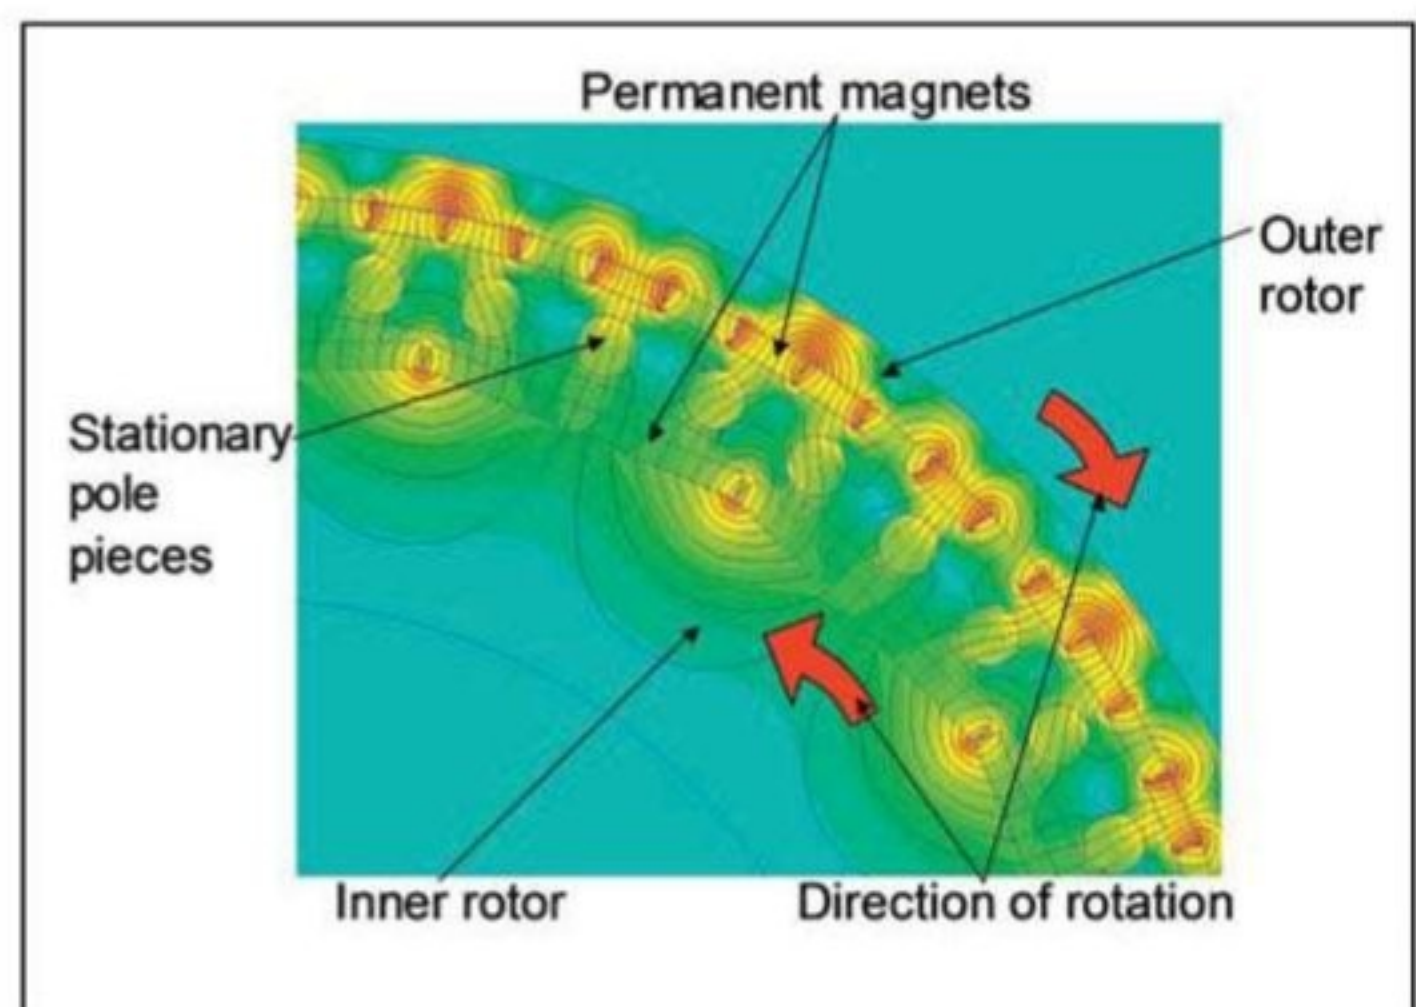 Permanent magnets
Outer
rotor
Stationary
pole
pieces
Inner rotor
Direction of rotation